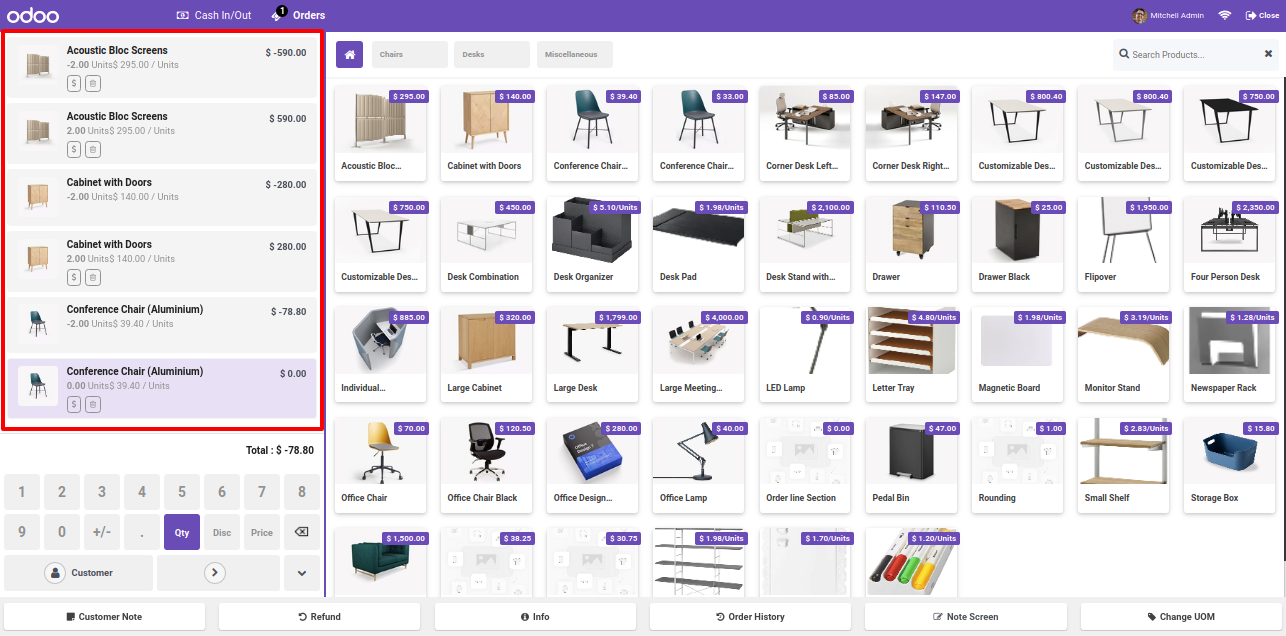 odoo
Cash In/Out
1
Orders
Mitchell Admin
Close
Acoustic Bloc Screens
$ -590.00
-2.00 Units$ 295.00 / Units
$
Acoustic Bloc Screens
$ 590.00
2.00 Units$ 295.00 / Units
$
Cabinet with Doors
$ -280.00
-2.00 Units$ 140.00 / Units
Cabinet with Doors
$ 280.00
2.00 Units$ 140.00 / Units
$
Conference Chair (Aluminium)
$ -78.80
-2.00 Units$ 39.40 / Units
Conference Chair (Aluminium)
$ 0.00
0.00 Units$ 39.40 / Units
$
Total : $ -78.80
1 2 3 4 5 6 7 8
9 0 +/- . Qty Disc Price
Customer
Chairs
Desks
Miscellaneous
Search Products...
$ 295.00
Acoustic Bloc...
$ 140.00
Cabinet with Doors
$ 39.40
Conference Chair...
$ 33.00
Conference Chair...
$ 85.00
Corner Desk Left...
$ 147.00
Corner Desk Right...
$ 800.40
Customizable Des...
$ 800.40
Customizable Des...
$ 750.00
Customizable Des...
$ 750.00
Customizable Des...
$ 450.00
Desk Combination
$ 5.10/Units
Desk Organizer
$ 1.98/Units
Desk Pad
$ 2,100.00
Desk Stand with...
$ 110.50
Drawer
$ 25.00
Drawer Black
$ 1,950.00
Flipover
$ 2,350.00
Four Person Desk
$ 885.00
Individual...
$ 320.00
Large Cabinet
$ 1,799.00
Large Desk
$ 4,000.00
Large Meeting...
$ 0.90/Units
LED Lamp
$ 4.80/Units
Letter Tray
$ 1.98/Units
Magnetic Board
$ 3.19/Units
Monitor Stand
$ 1.28/Units
Newspaper Rack
$ 70.00
Office Chair
$ 120.50
Office Chair Black
$ 280.00
Office Design...
$ 40.00
Office Lamp
$ 0.00
Order line Section
$ 47.00
Pedal Bin
$ 1.00
Rounding
$ 2.83/Units
Small Shelf
$ 15.80
Storage Box
$ 1,500.00
$ 38.25
$ 30.75
$ 1.98/Units
$ 1.70/Units
$ 1.20/Units
Customer Note
Refund
Info
Order History
Note Screen
Change UOM